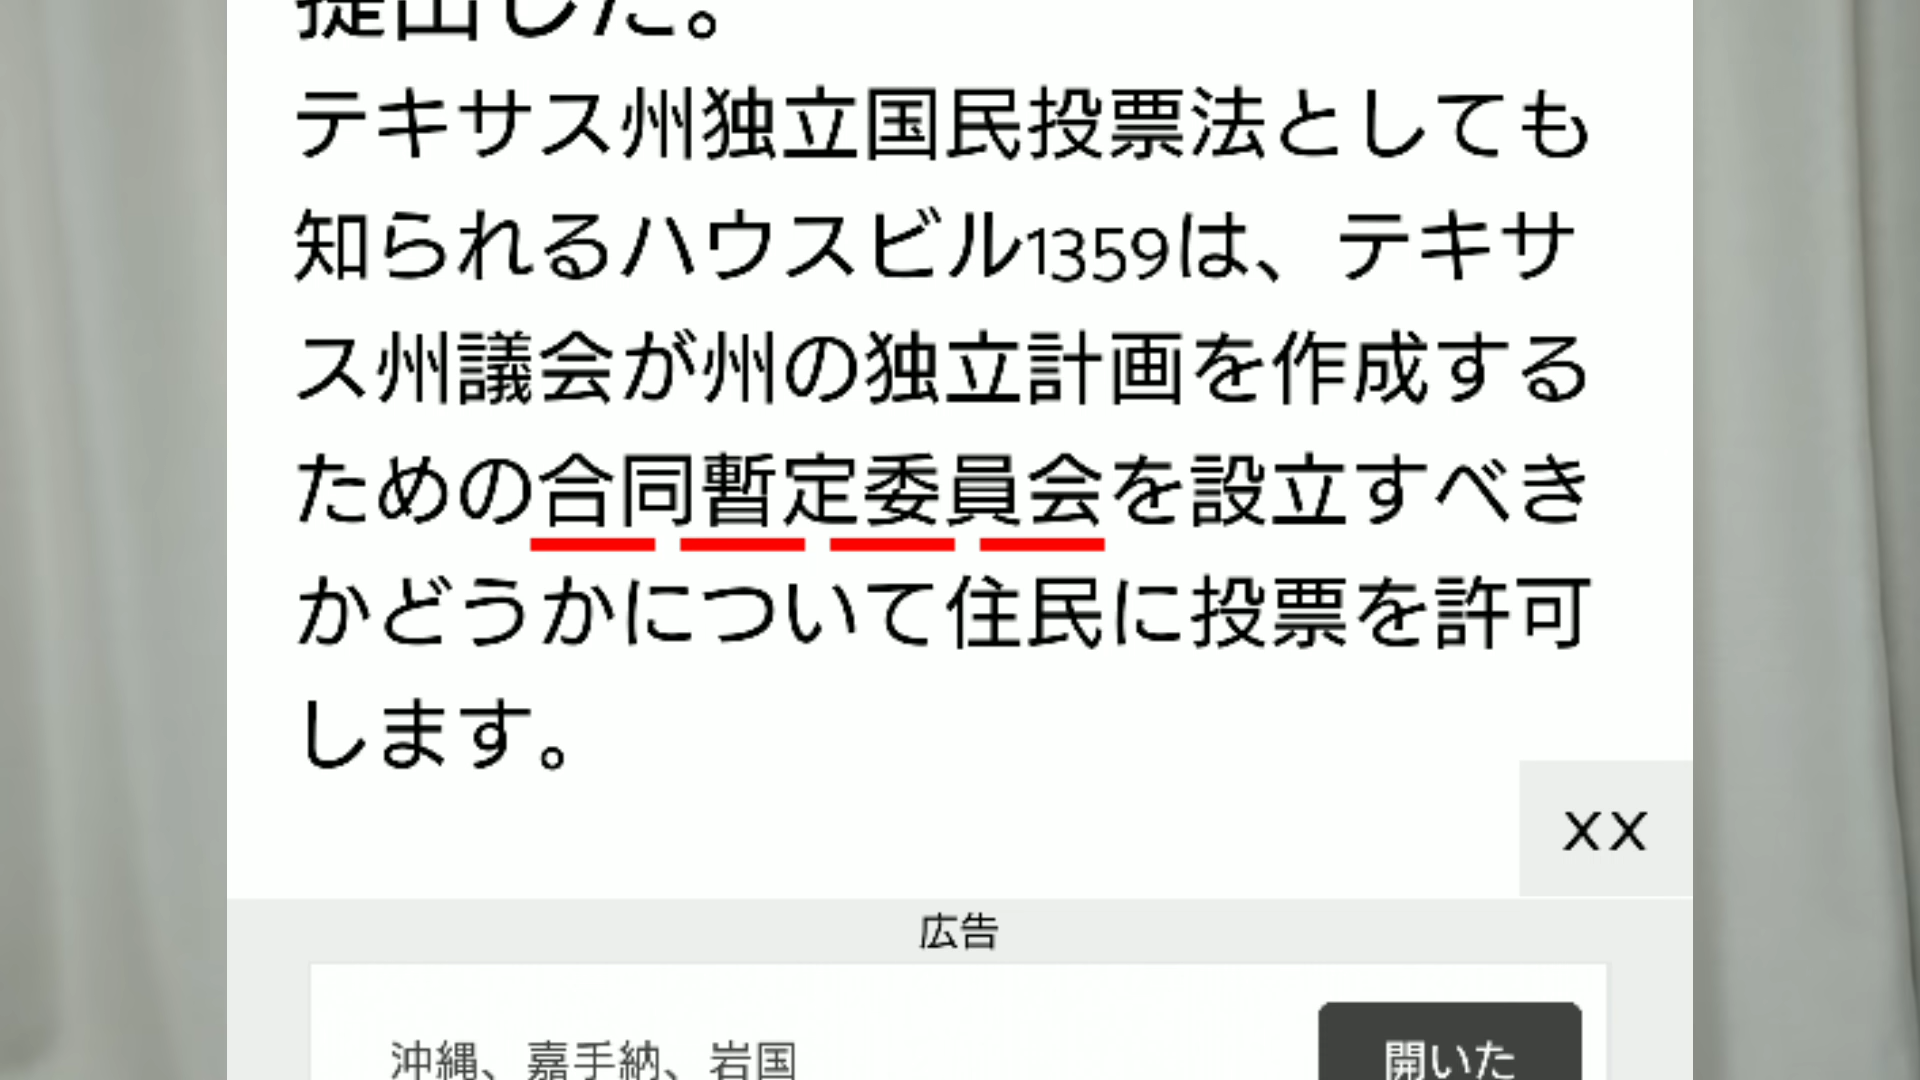 提出した。
テキサス州独立国民投票法としても
知られるハウスビル1359は、テキサ
ス州議会が州の独立計画を作成する
ための合同暫定委員会を設立すべき
かどうかについて住民に投票を許可
します。
XX
広告
沖縄、嘉手納、岩国
開いた